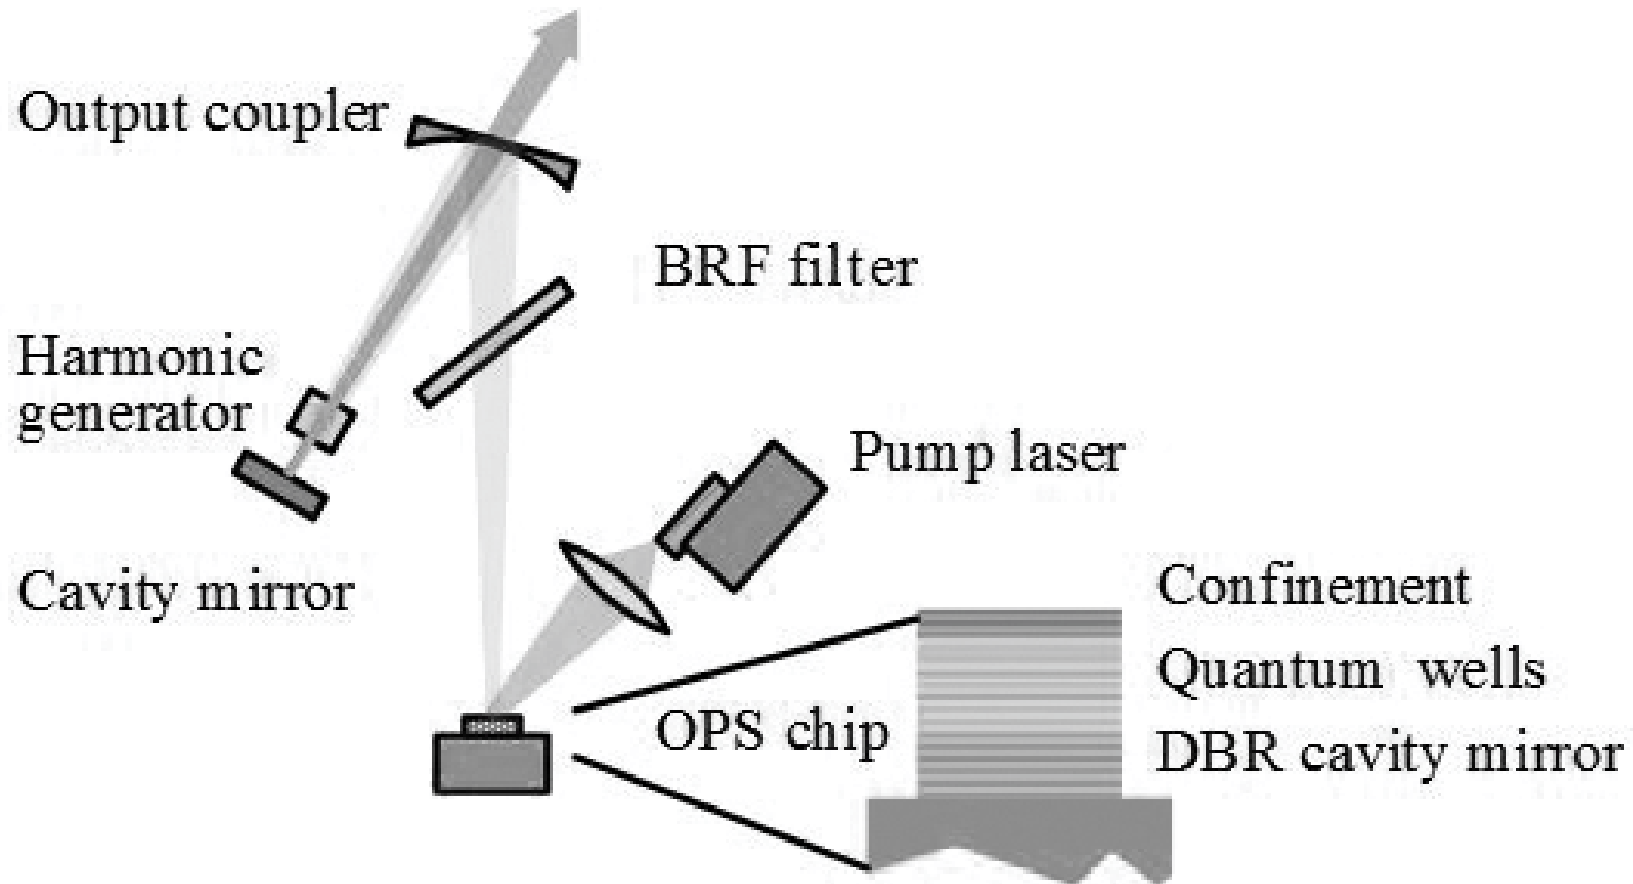 Output coupler
BRF filter
Harmonic
generator
Pump laser
Cavity mirror
Confinement
Quantum wells
OPS chip
DBR cavity mirror